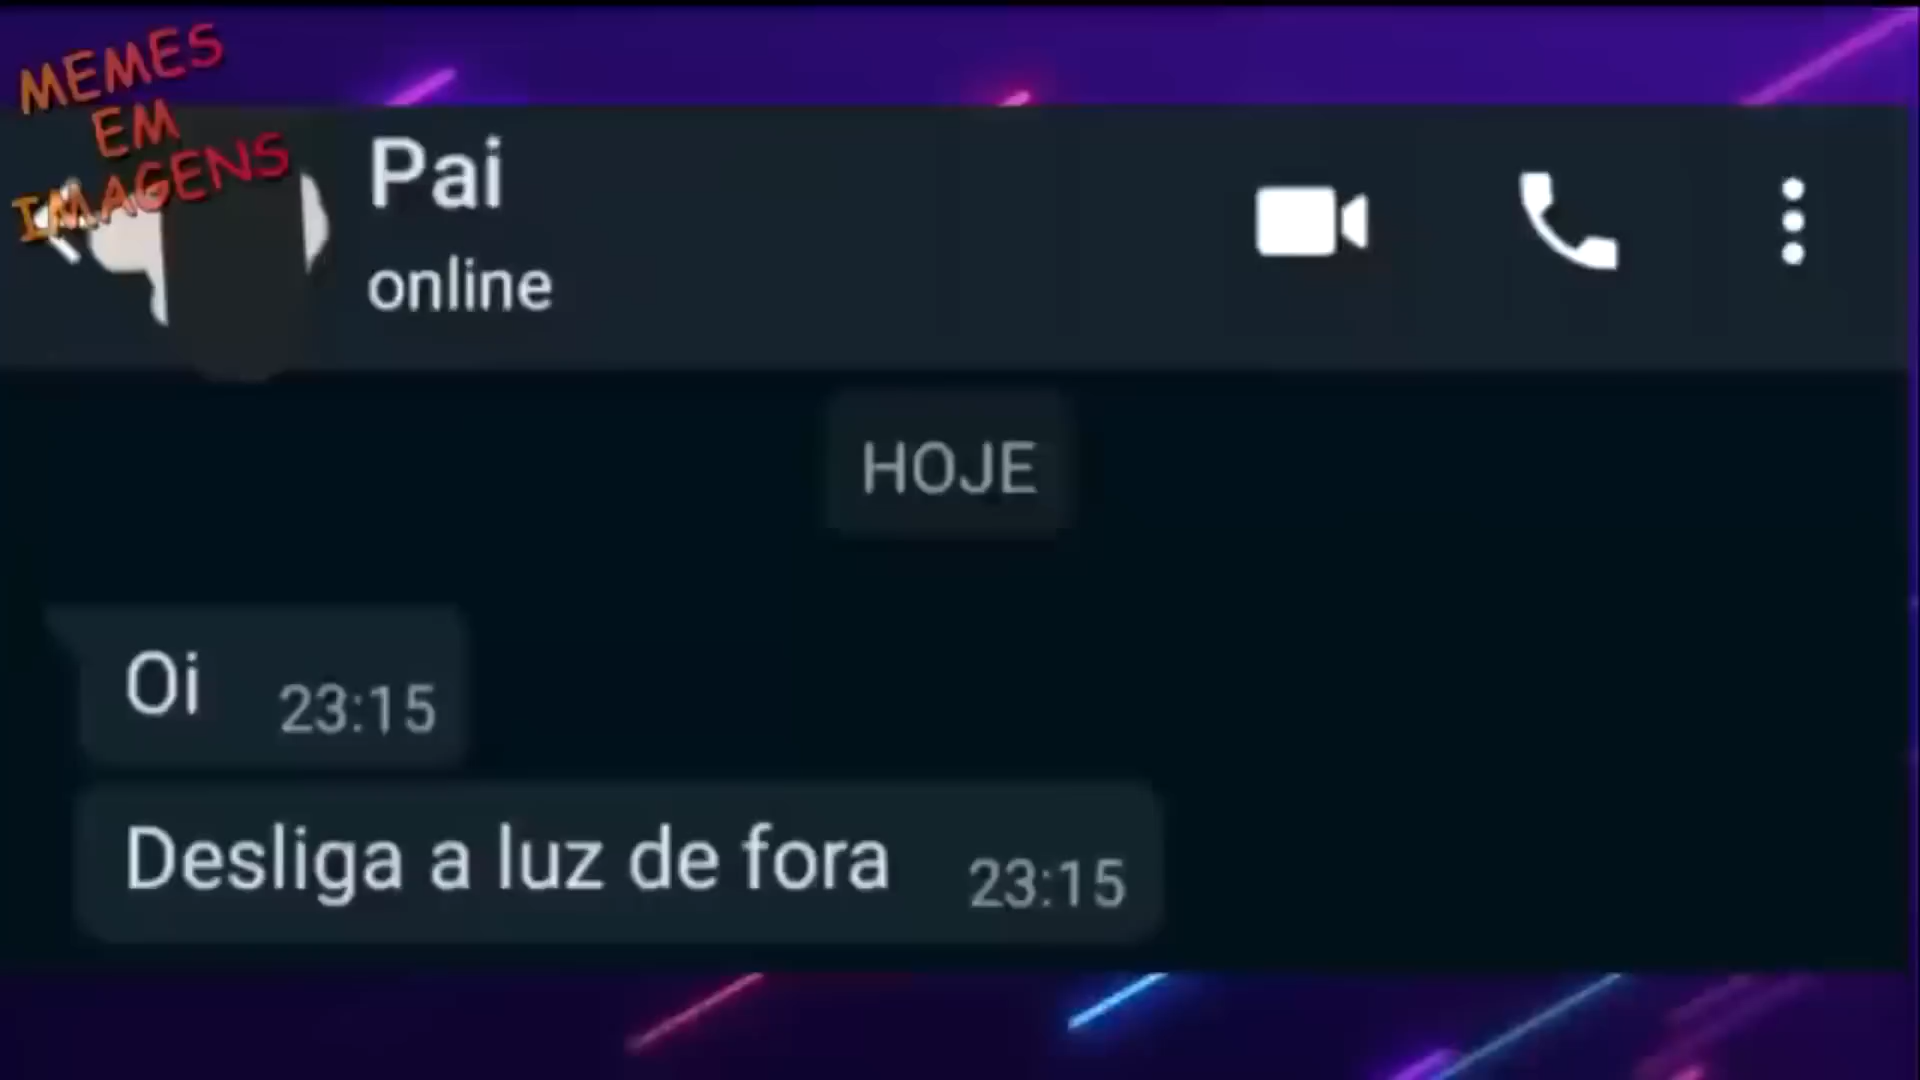 MEMES
EM
IMAGENS
Pai
online
HOJE
Oi 23:15
Desliga a luz de fora 23:15